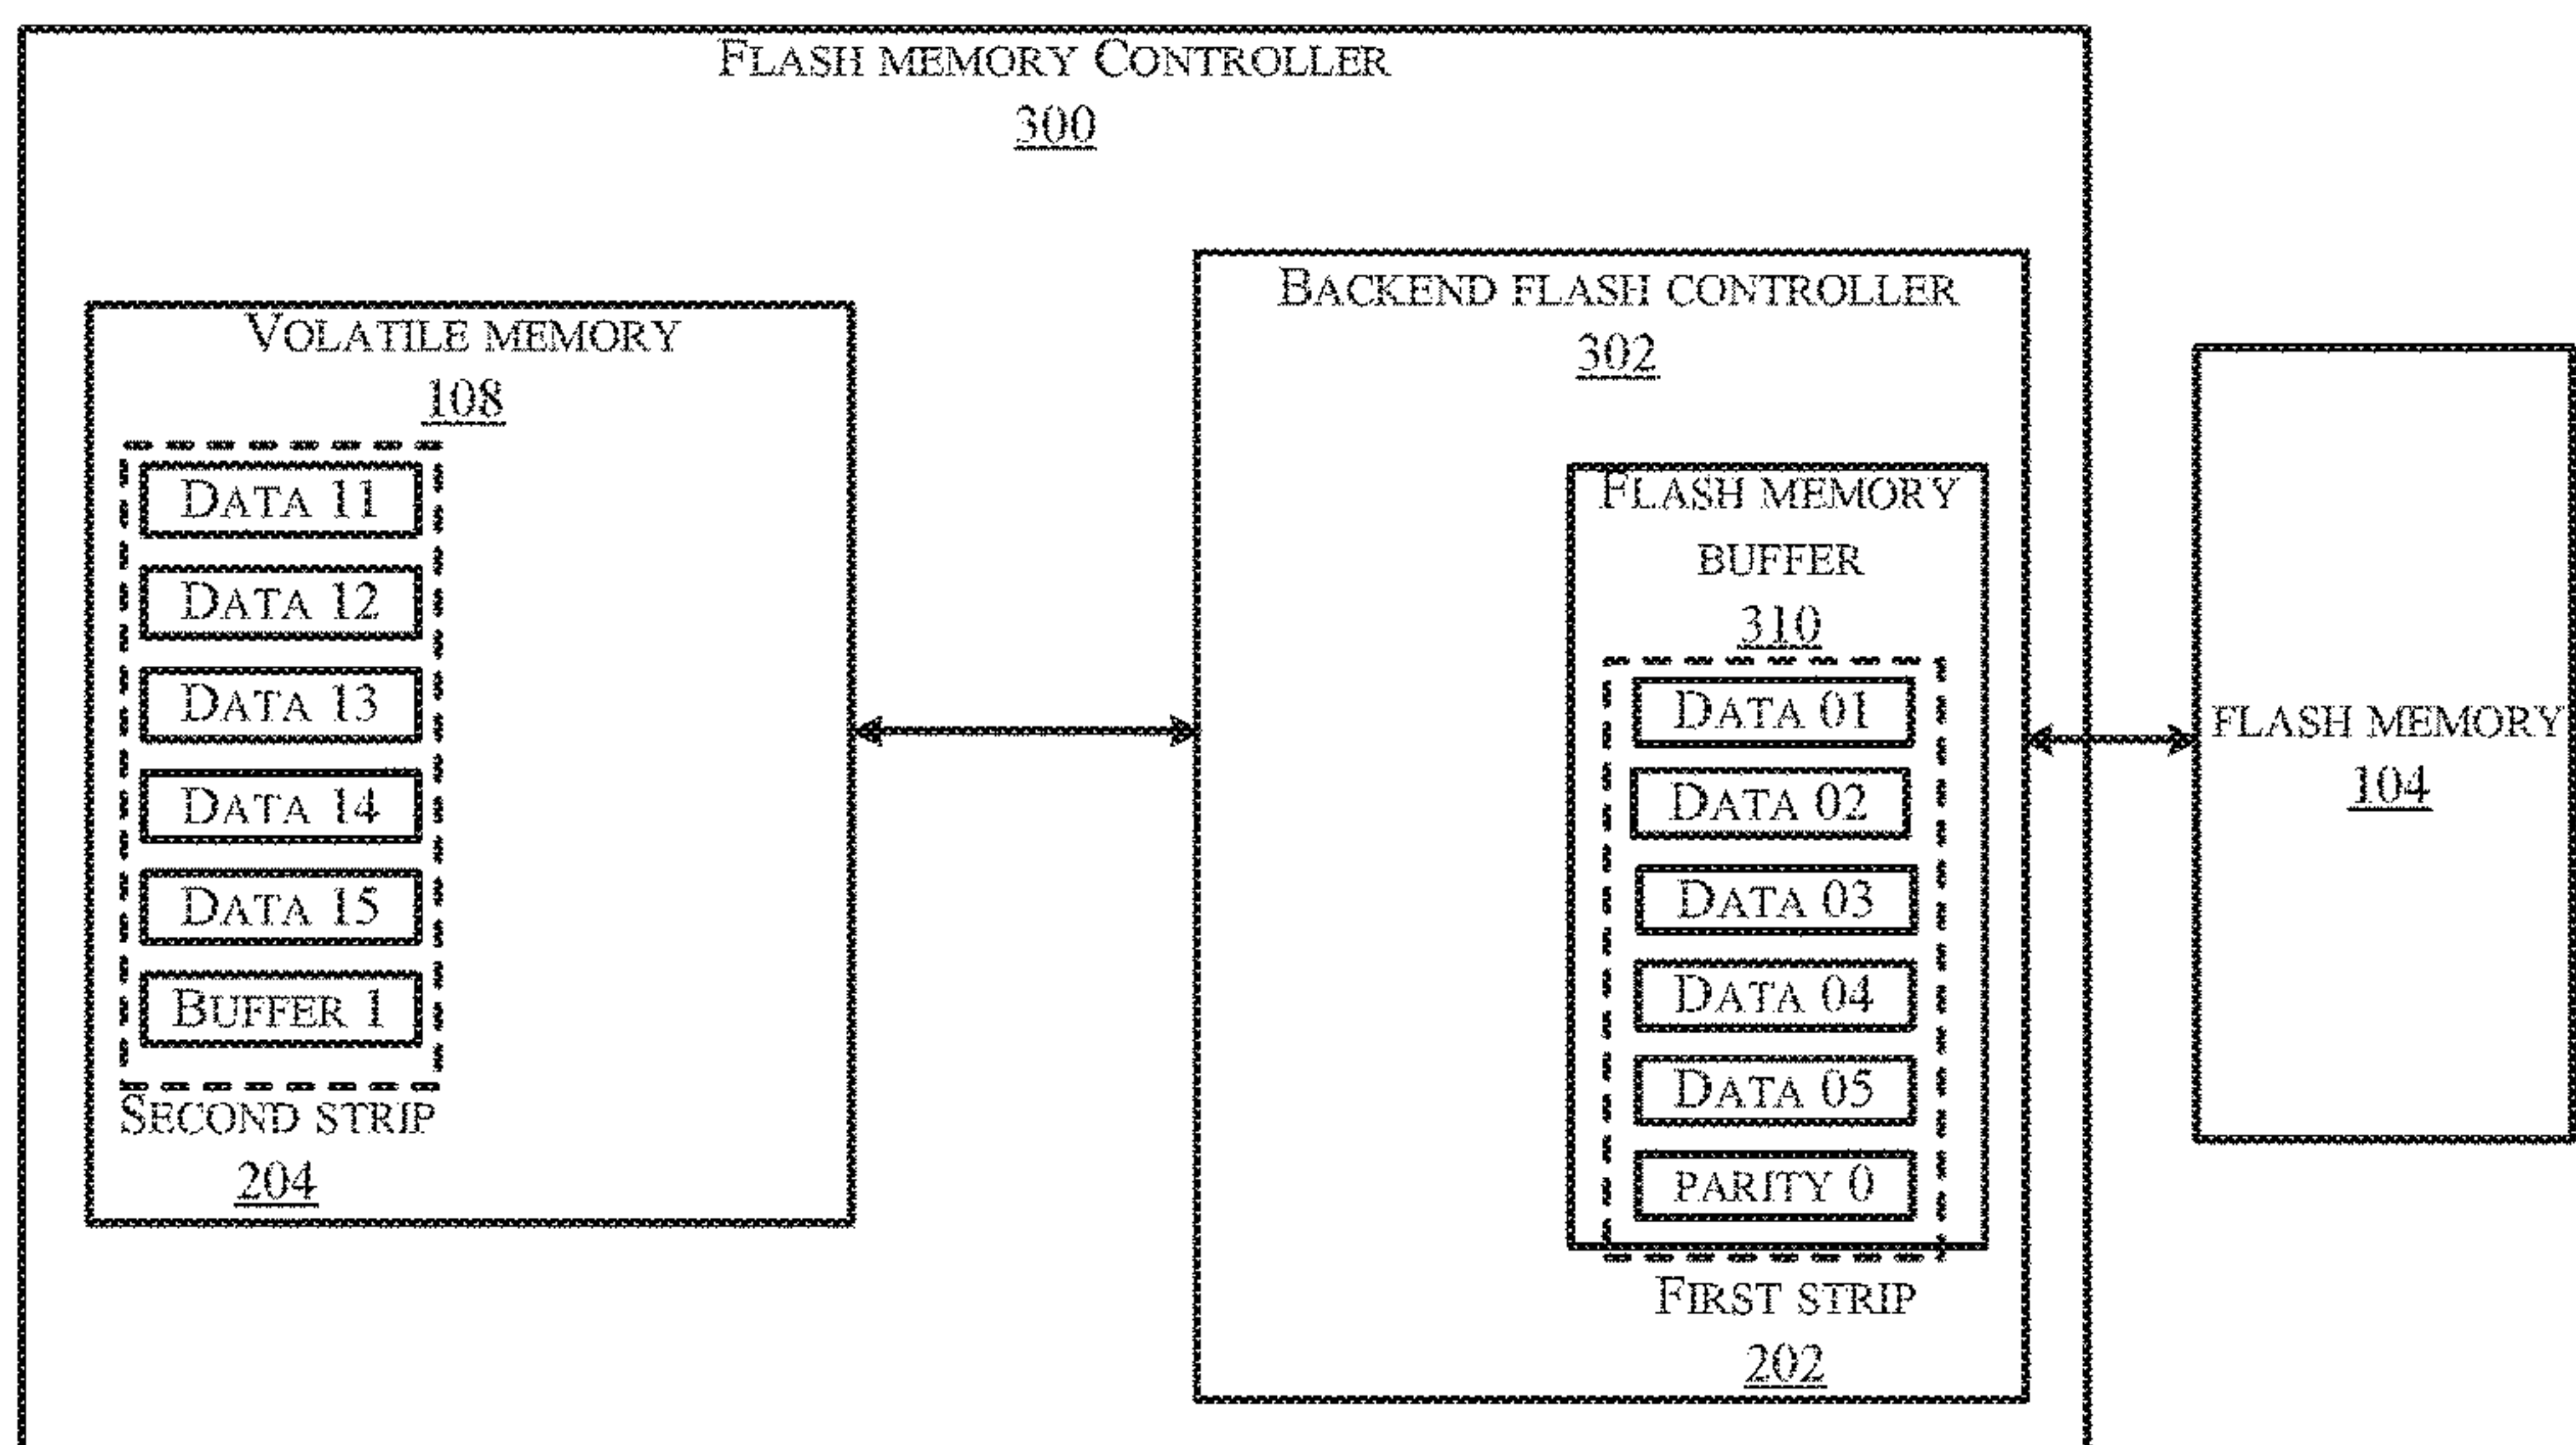 FLASH MEMORY CONTROLLER
300
VOLATILE MEMORY
108
DATA 11
DATA 12
DATA 13
DATA 14
DATA 15
BUFFER 1
SECOND STRIP
204
BACKEND FLASH CONTROLLER
302
FLASH MEMORY
BUFFER
310
DATA 01
DATA 02
DATA 03
DATA 04
DATA 05
PARITY 0
FIRST STRIP
202
FLASH MEMORY
104